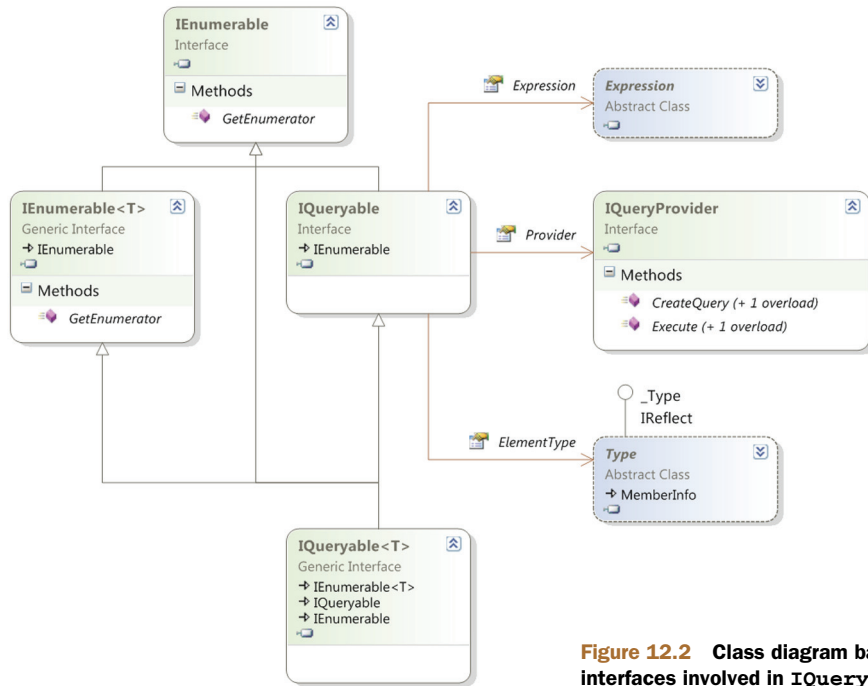 IEnumerable
Interface
Methods
GetEnumerator
Expression
Expression
Abstract Class
IEnumerable<T>
Generic Interface
IEnumerable
Methods
GetEnumerator
IQueryable
Interface
IEnumerable
Provider
IQueryProvider
Interface
Methods
CreateQuery (+ 1 overload)
Execute (+ 1 overload)
_Type
IReflect
ElementType
Type
Abstract Class
MemberInfo
IQueryable<T>
Generic Interface
IEnumerable<T>
IQueryable
IEnumerable
Figure 12.2 Class diagram ba
interfaces involved in IQuery